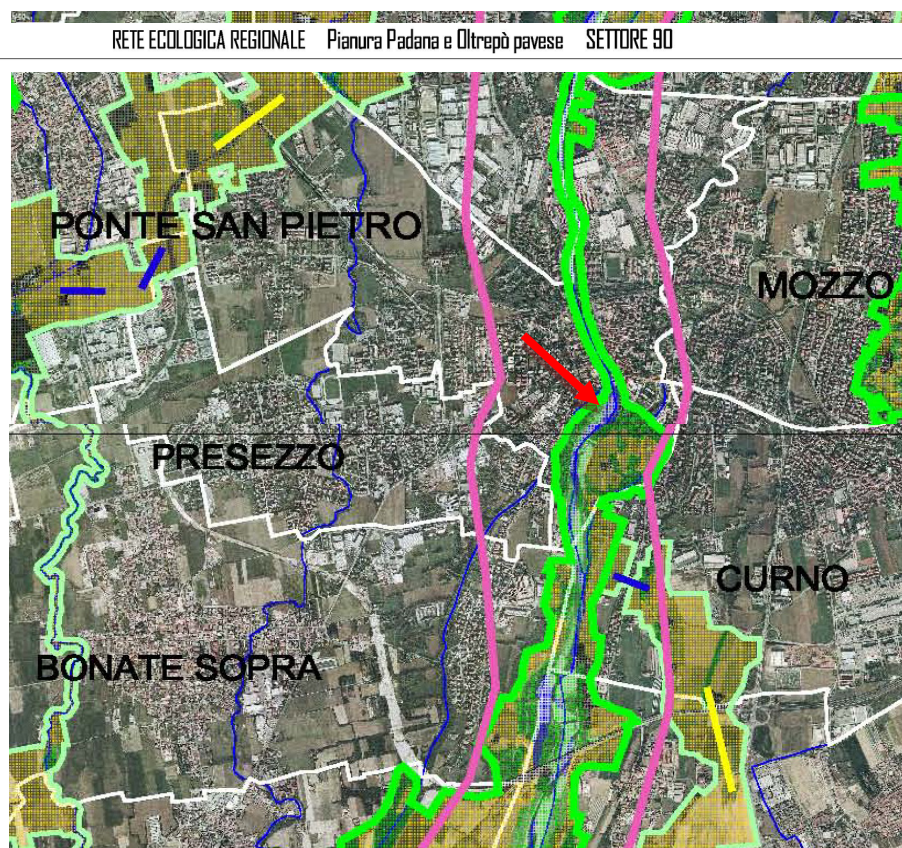 RETE ECOLOGICA REGIONALE Pianura Padana e Oltrepò pavese SETTORE 90
PONTE SAN PIETRO
MOZZO
PRESEZZO
CURNO
BONATE SOPRA